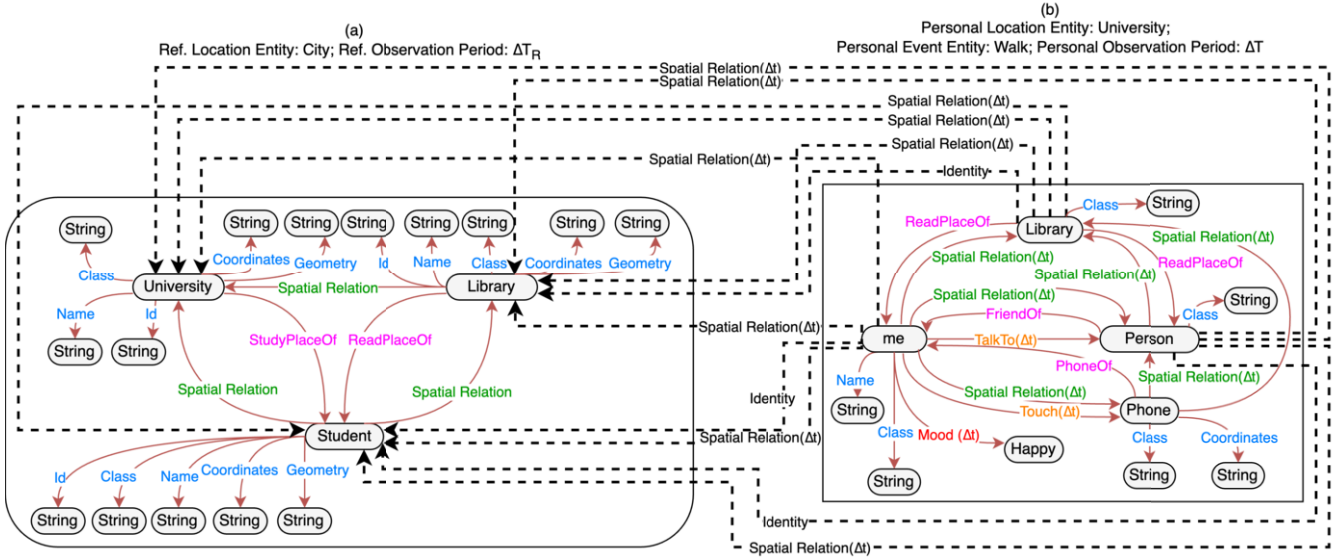 (a)
Ref. Location Entity: City; Ref. Observation Period: ΔT_R
(b)
Personal Location Entity: University;
Personal Event Entity: Walk; Personal Observation Period: ΔT
Spatial Relation(Δt)
Spatial Relation(Δt)
Spatial Relation(Δt)
Spatial Relation(Δt)
Spatial Relation(Δt)
Spatial Relation(Δt)
Identity
String
String
String
String
String
String
String
String
Class
Coordinates
Geometry
Id
Name
Class
Coordinates
Geometry
University
Spatial Relation
Library
Name
Id
String
String
StudyPlaceOf
ReadPlaceOf
Spatial Relation
Spatial Relation
Student
Id
Class
Name
Coordinates
Geometry
String
String
String
String
String
Spatial Relation(Δt)
Identity
Spatial Relation(Δt)
Identity
Spatial Relation(Δt)
Class
String
ReadPlaceOf
Library
Spatial Relation(Δt)
Spatial Relation(Δt)
ReadPlaceOf
Spatial Relation(Δt)
Spatial Relation(Δt)
String
Class
FriendOf
me
TalkTo(Δt)
Person
PhoneOf
Name
Spatial Relation(Δt)
Spatial Relation(Δt)
String
Touch(Δt)
Phone
Class
Mood (Δt)
Happy
Class
Coordinates
String
String
String